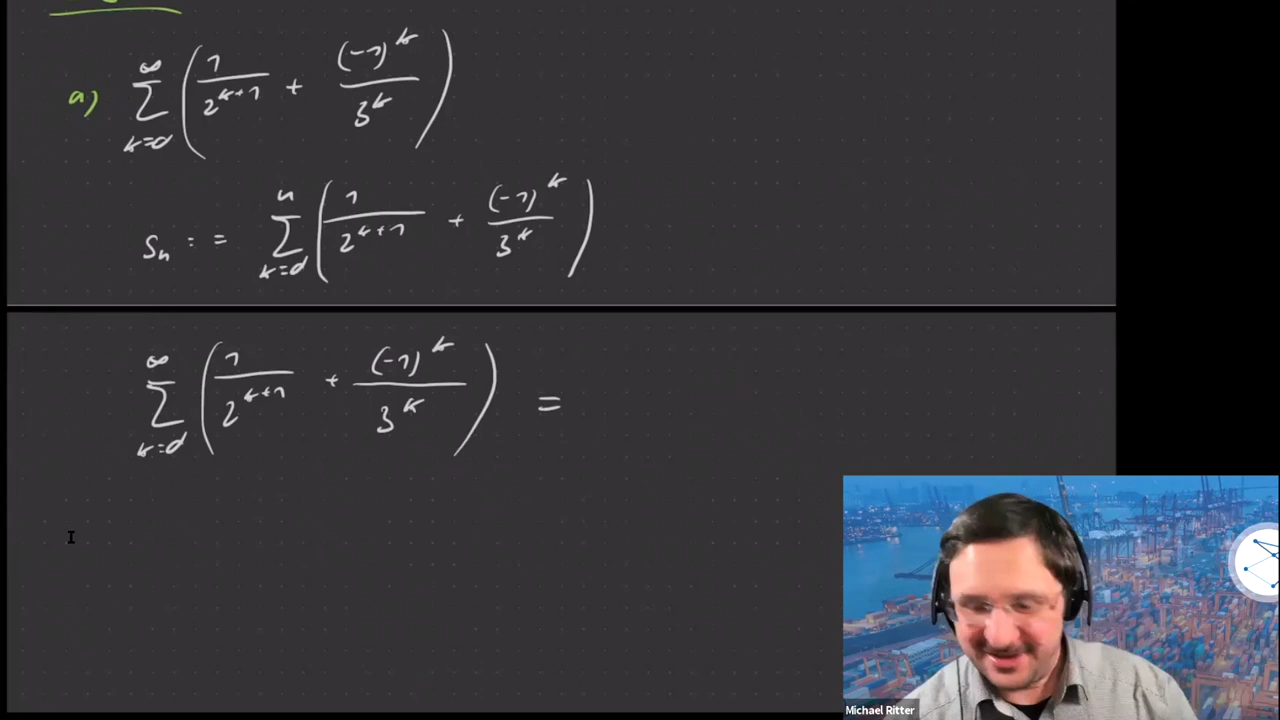 a) ∑_{k=0}^{∞} ( 1/2^{k+1} + (-1)^k/3^k )
S_n := ∑_{k=0}^{n} ( 1/2^{k+1} + (-1)^k/3^k )
∑_{k=0}^{∞} ( 1/2^{k+1} + (-1)^k/3^k ) =
Michael Ritter